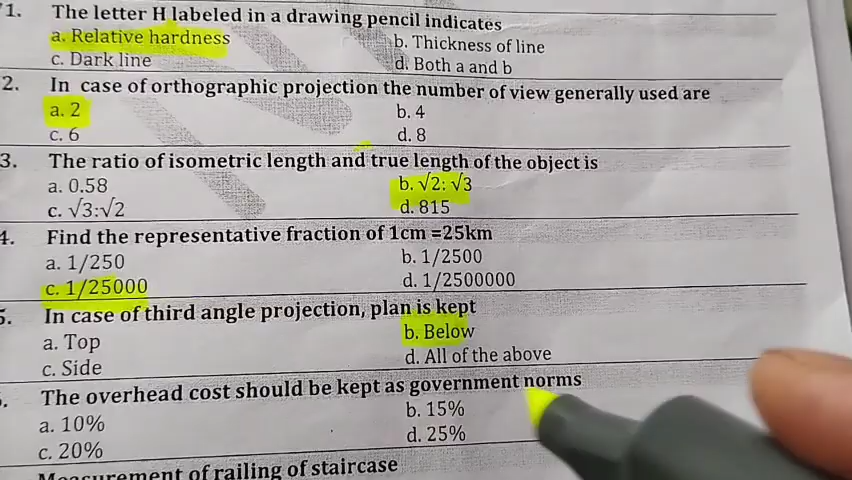 1. The letter H labeled in a drawing pencil indicates
a. Relative hardness b. Thickness of line
c. Dark line d. Both a and b
2. In case of orthographic projection the number of view generally used are
a. 2 b. 4
c. 6 d. 8
3. The ratio of isometric length and true length of the object is
a. 0.58 b. √2: √3
c. √3:√2 d. 815
4. Find the representative fraction of 1cm =25km
a. 1/250 b. 1/2500
c. 1/25000 d. 1/2500000
5. In case of third angle projection, plan is kept
a. Top b. Below
c. Side d. All of the above
. The overhead cost should be kept as government norms
a. 10% b. 15%
c. 20% d. 25%
Measurement of railing of staircase